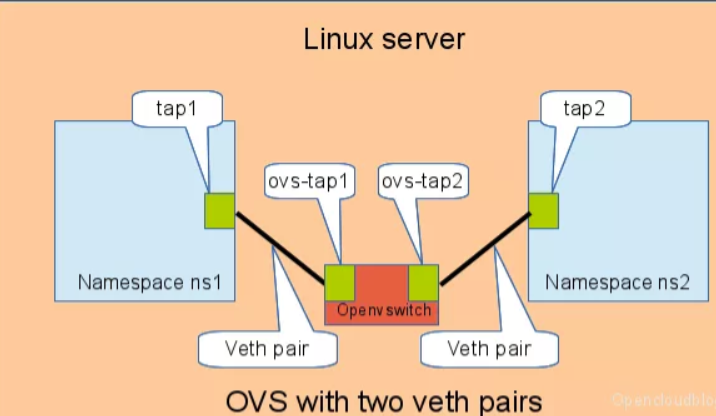 Linux server
tap1
tap2
ovs-tap1
ovs-tap2
Namespace ns1
Namespace ns2
Openvswitch
Veth pair
Veth pair
OVS with two veth pairs
Opencloudblo